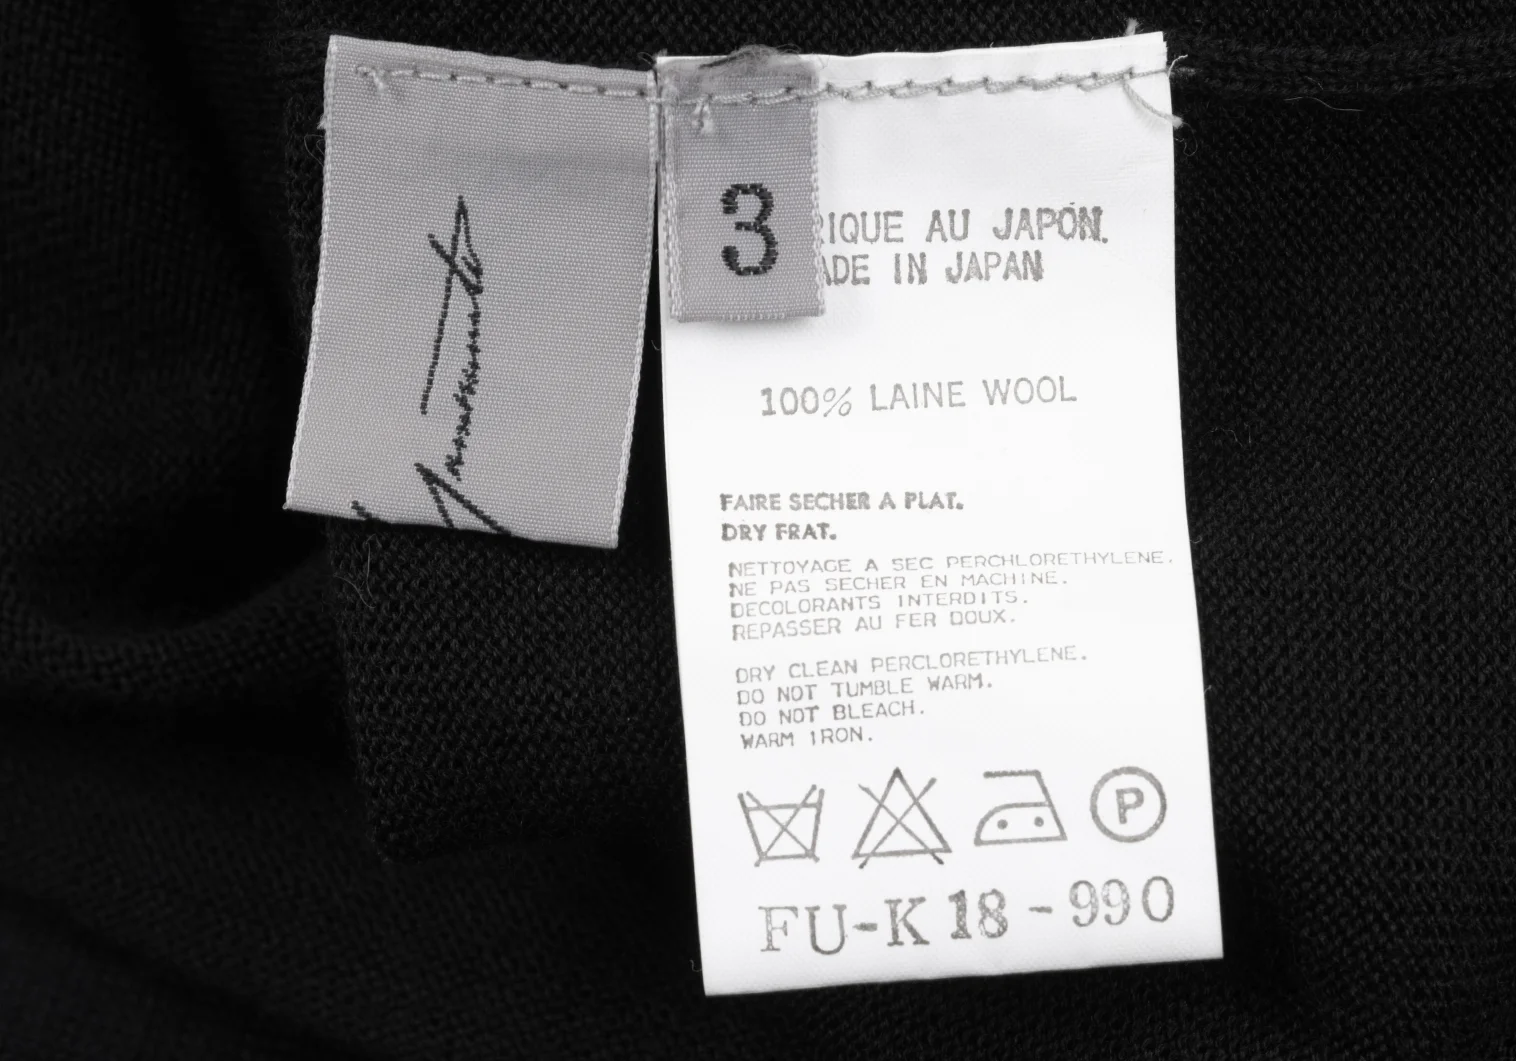 Yamamoto
3
RIQUE AU JAPON.
ADE IN JAPAN
100% LAINE WOOL
FAIRE SECHER A PLAT.
DRY FRAT.
NETTOYAGE A SEC PERCHLORETHYLENE.
NE PAS SECHER EN MACHINE.
DECOLORANTS INTERDITS.
REPASSER AU FER DOUX.
DRY CLEAN PERCLORETHYLENE.
DO NOT TUMBLE WARM.
DO NOT BLEACH.
WARM IRON.
P
FU-K18-990